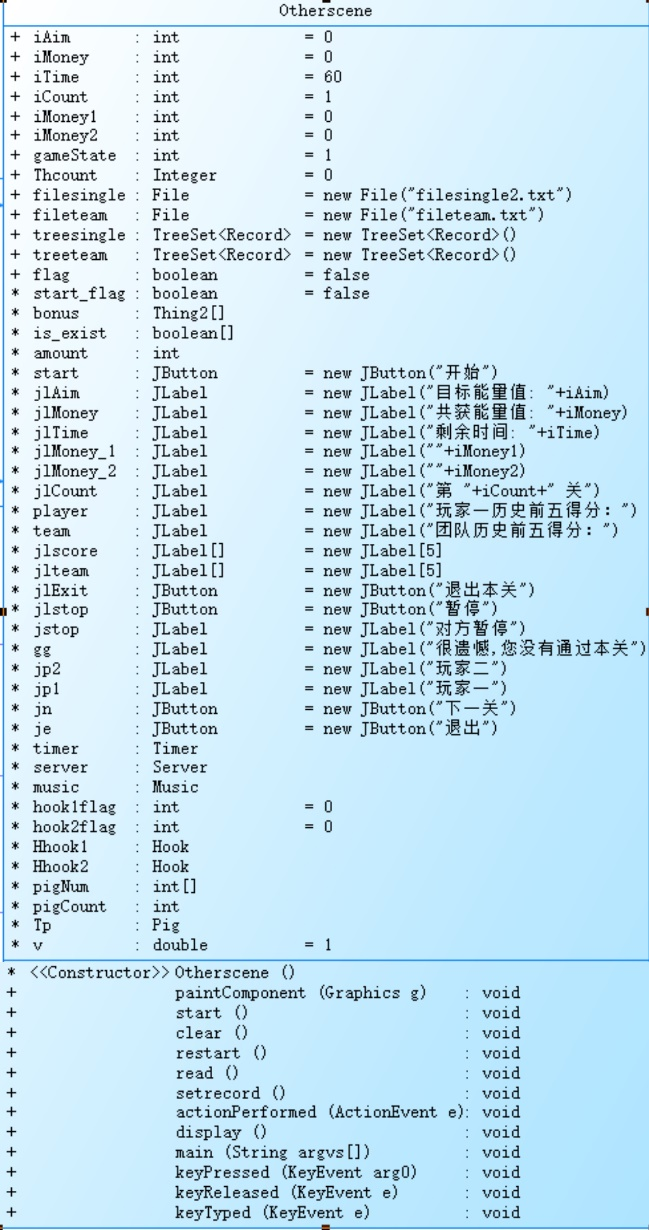 Otherscene
+ iAim : int = 0
+ iMoney : int = 0
+ iTime : int = 60
+ iCount : int = 1
+ iMoney1 : int = 0
+ iMoney2 : int = 0
+ gameState : int = 1
+ Thcount : Integer = 0
+ filesingle : File = new File("filesingle2.txt")
+ fileteam : File = new File("fileteam.txt")
+ treesingle : TreeSet<Record> = new TreeSet<Record>()
+ treeteam : TreeSet<Record> = new TreeSet<Record>()
+ flag : boolean = false
* start_flag : boolean = false
* bonus : Thing2[]
* is_exist : boolean[]
* amount : int
* start : JButton = new JButton("开始")
* jlAim : JLabel = new JLabel("目标能量值: "+iAim)
* jlMoney : JLabel = new JLabel("共获能量值: "+iMoney)
* jlTime : JLabel = new JLabel("剩余时间: "+iTime)
* jlMoney_1 : JLabel = new JLabel(""+iMoney1)
* jlMoney_2 : JLabel = new JLabel(""+iMoney2)
* jlCount : JLabel = new JLabel("第 "+iCount+" 关")
* player : JLabel = new JLabel("玩家一历史前五得分：")
* team : JLabel = new JLabel("团队历史前五得分：")
* jlscore : JLabel[] = new JLabel[5]
* jlteam : JLabel[] = new JLabel[5]
* jlExit : JButton = new JButton("退出本关")
* jlstop : JButton = new JButton("暂停")
* jstop : JLabel = new JLabel("对方暂停")
* gg : JLabel = new JLabel("很遗憾,您没有通过本关")
* jp2 : JLabel = new JLabel("玩家二")
* jp1 : JLabel = new JLabel("玩家一")
* jn : JButton = new JButton("下一关")
* je : JButton = new JButton("退出")
* timer : Timer
* server : Server
* music : Music
* hook1flag : int = 0
* hook2flag : int = 0
* Hhook1 : Hook
* Hhook2 : Hook
* pigNum : int[]
* pigCount : int
* Tp : Pig
* v : double = 1
* <<Constructor>> Otherscene ()
+ paintComponent (Graphics g) : void
+ start () : void
+ clear () : void
+ restart () : void
+ read () : void
+ setrecord () : void
+ actionPerformed (ActionEvent e) : void
+ display () : void
+ main (String argvs[]) : void
+ keyPressed (KeyEvent arg0) : void
+ keyReleased (KeyEvent e) : void
+ keyTyped (KeyEvent e) : void